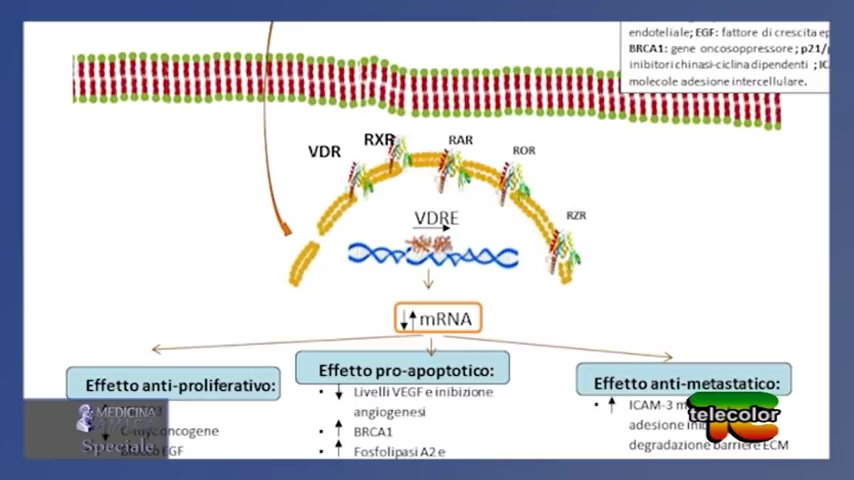 endoteliale; EGF: fattore di crescita ep
BRCA1: gene oncosoppressore; p21/
inibitori chinasi-ciclina dipendenti ; IC
molecole adesione intercellulare.
VDR
RXR
RAR
ROR
RZR
VDRE
mRNA
Effetto anti-proliferativo:
C-myc oncogene
EGF
Effetto pro-apoptotico:
• Livelli VEGF e inibizione
angiogenesi
• BRCA1
• Fosfolipasi A2 e
Effetto anti-metastatico:
• ICAM-3 m
adesione
degradazione barriere ECM
MEDICINA
Speciale
telecolor